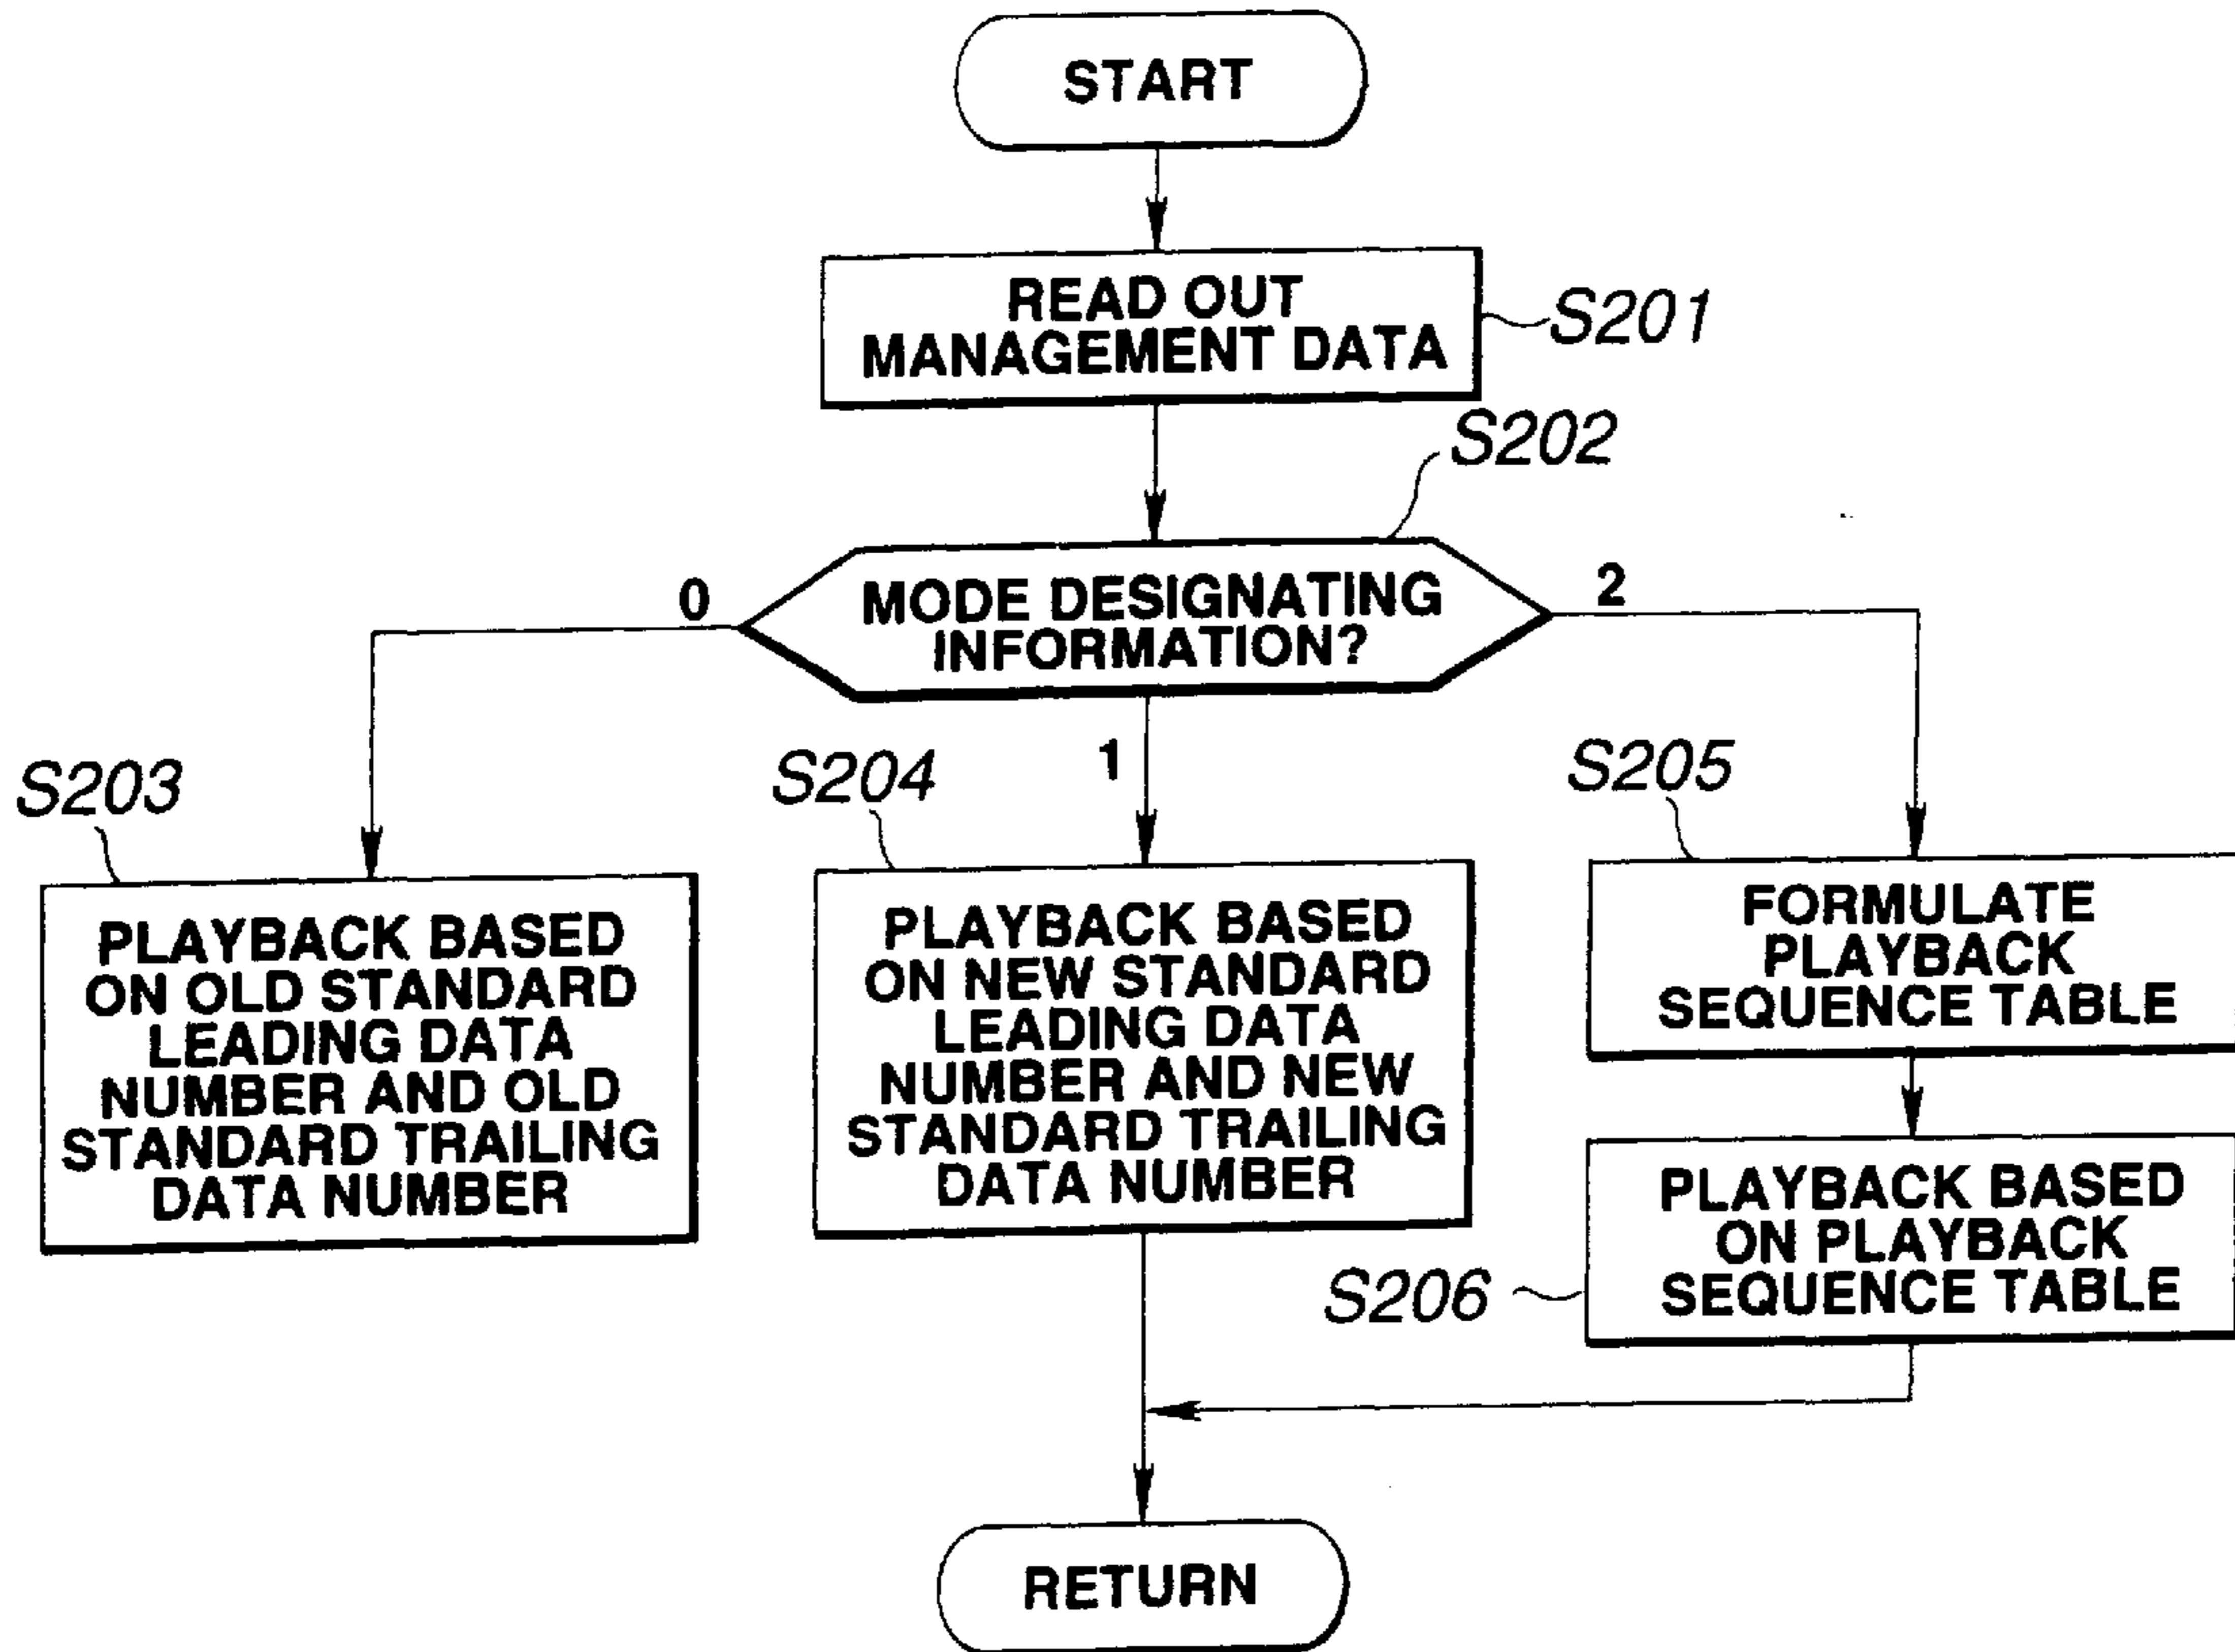 START
READ OUT
MANAGEMENT DATA
S201
S202
MODE DESIGNATING
INFORMATION?
0
2
1
S203
PLAYBACK BASED
ON OLD STANDARD
LEADING DATA
NUMBER AND OLD
STANDARD TRAILING
DATA NUMBER
S204
PLAYBACK BASED
ON NEW STANDARD
LEADING DATA
NUMBER AND NEW
STANDARD TRAILING
DATA NUMBER
S205
FORMULATE
PLAYBACK
SEQUENCE TABLE
S206
PLAYBACK BASED
ON PLAYBACK
SEQUENCE TABLE
RETURN